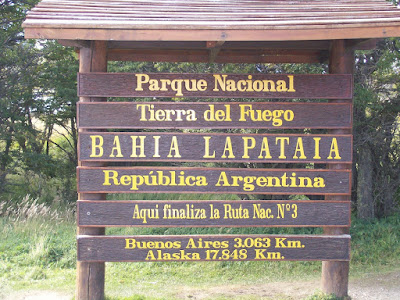 Parque Nacional
Tierra del Fuego
BAHIA LAPATAIA
República Argentina
Aqui finaliza la Ruta Nac. N°3
Buenos Aires 3.063 Km.
Alaska 17.848 Km.